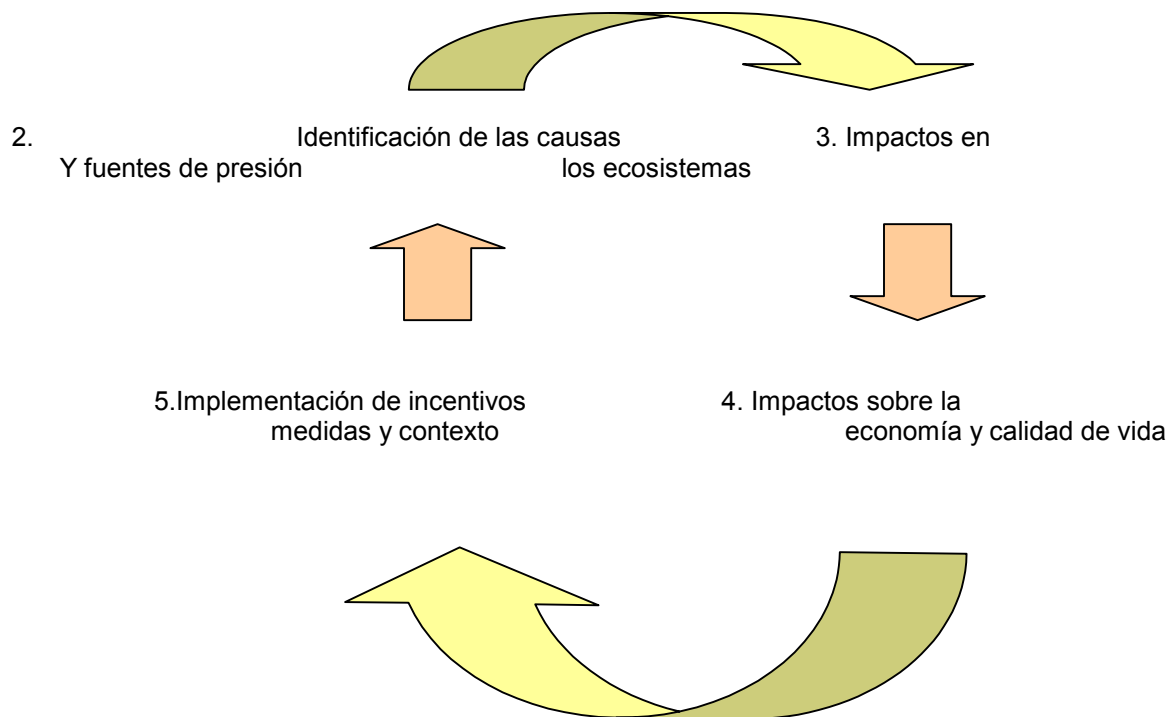 2. Identificación de las causas 3. Impactos en
Y fuentes de presión los ecosistemas
5.Implementación de incentivos 4. Impactos sobre la
medidas y contexto economía y calidad de vida